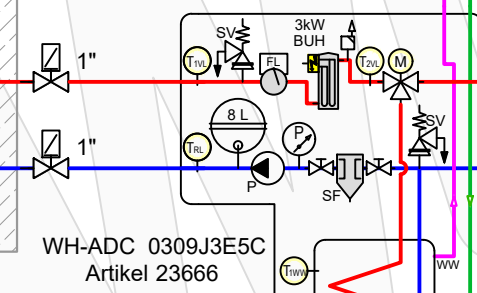 SV
3kW
BUH
1"
T1VL
FL
T2VL
M
8 L
SV
1"
TRL
P
P
SF
WH-ADC 0309J3E5C
Artikel 23666
T1WW
WW